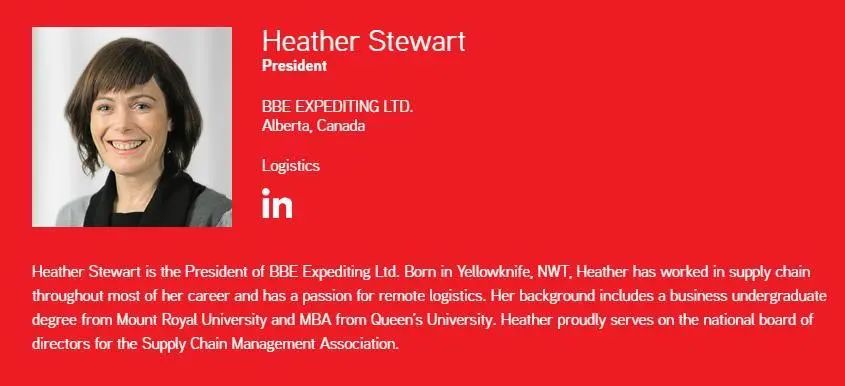 Heather Stewart
President
BBE EXPEDITING LTD.
Alberta, Canada
Logistics
in
Heather Stewart is the President of BBE Expediting Ltd. Born in Yellowknife, NWT, Heather has worked in supply chain
throughout most of her career and has a passion for remote logistics. Her background includes a business undergraduate
degree from Mount Royal University and MBA from Queen's University. Heather proudly serves on the national board of
directors for the Supply Chain Management Association.